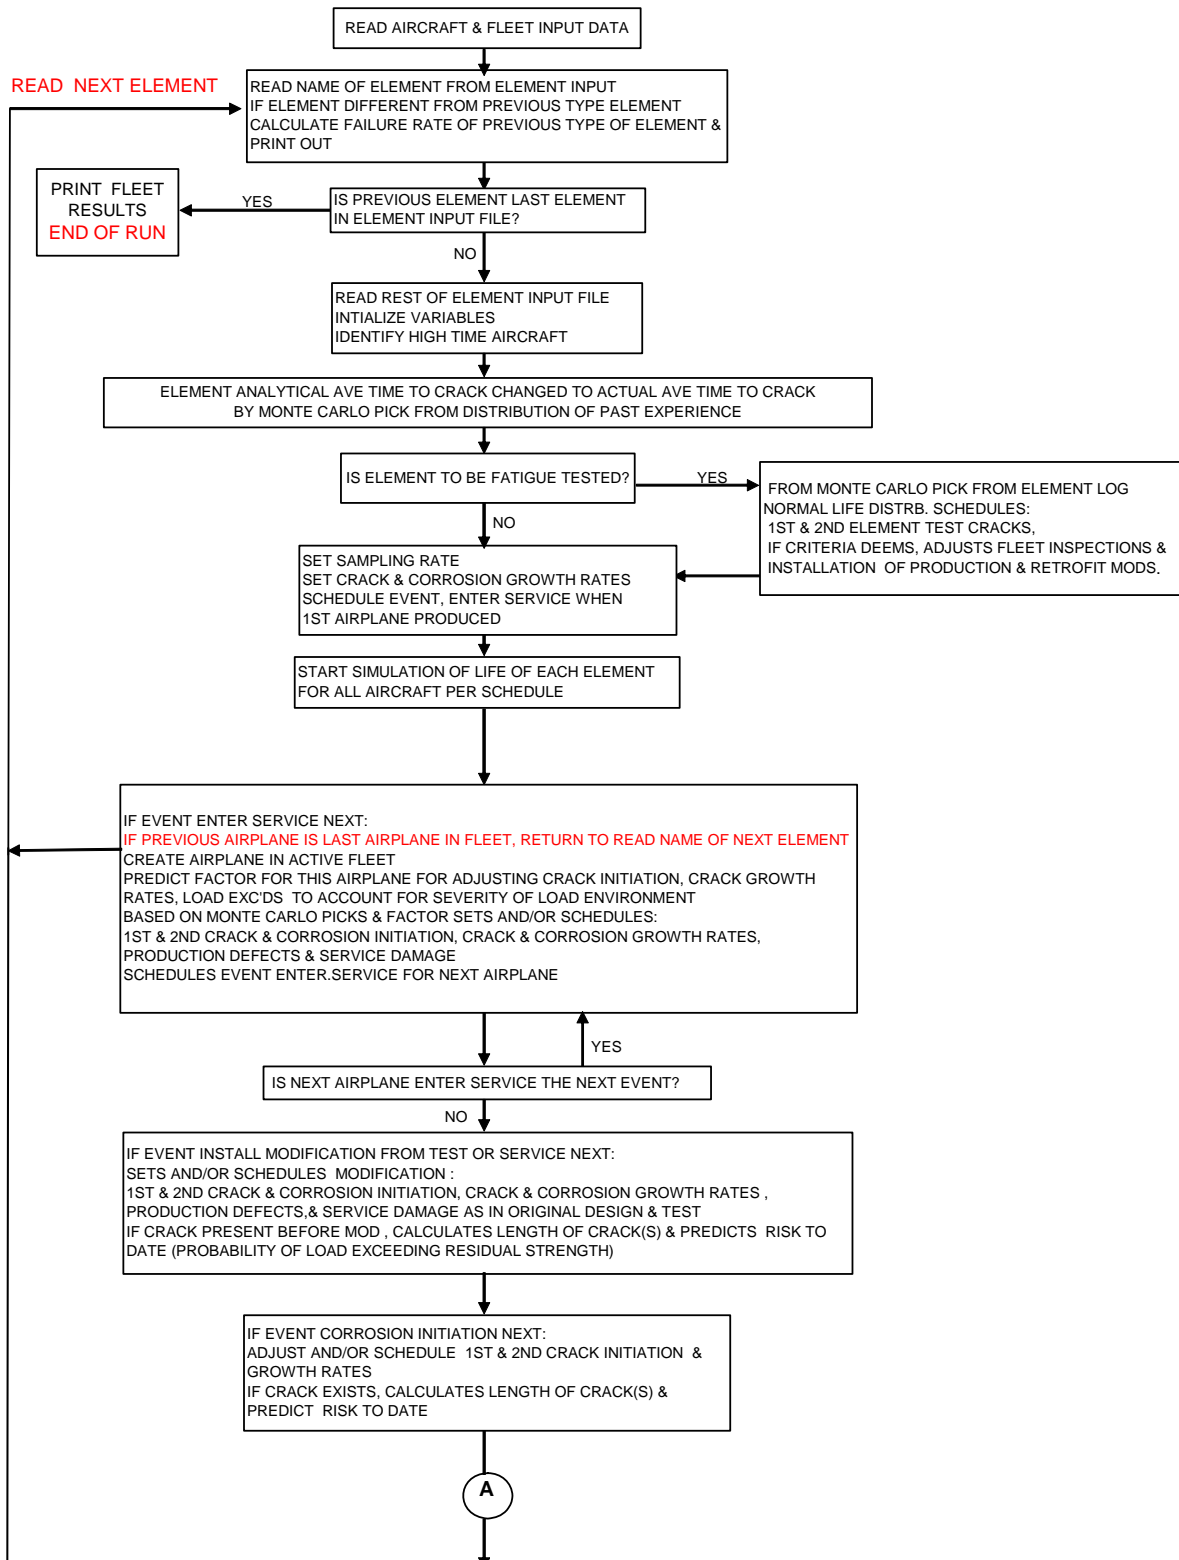 READ AIRCRAFT & FLEET INPUT DATA
READ  NEXT ELEMENT
READ NAME OF ELEMENT FROM ELEMENT INPUT
IF ELEMENT DIFFERENT FROM PREVIOUS TYPE ELEMENT
CALCULATE FAILURE RATE OF PREVIOUS TYPE OF ELEMENT &
PRINT OUT
PRINT  FLEET
RESULTS
END OF RUN
YES
IS PREVIOUS ELEMENT LAST ELEMENT
IN ELEMENT INPUT FILE?
NO
READ REST OF ELEMENT INPUT FILE
INTIALIZE VARIABLES
IDENTIFY HIGH TIME AIRCRAFT
ELEMENT ANALYTICAL AVE TIME TO CRACK CHANGED TO ACTUAL AVE TIME TO CRACK
BY MONTE CARLO PICK FROM DISTRIBUTION OF PAST EXPERIENCE
IS ELEMENT TO BE FATIGUE TESTED?
YES
NO
FROM MONTE CARLO PICK FROM ELEMENT LOG
NORMAL LIFE DISTRB. SCHEDULES:
1ST & 2ND ELEMENT TEST CRACKS,
IF CRITERIA DEEMS, ADJUSTS FLEET INSPECTIONS &
INSTALLATION  OF PRODUCTION & RETROFIT MODS.
SET SAMPLING RATE
SET CRACK & CORROSION GROWTH RATES
SCHEDULE EVENT, ENTER SERVICE WHEN
1ST AIRPLANE PRODUCED
START SIMULATION OF LIFE OF EACH ELEMENT
FOR ALL AIRCRAFT PER SCHEDULE
IF EVENT ENTER SERVICE NEXT:
IF PREVIOUS AIRPLANE IS LAST AIRPLANE IN FLEET, RETURN TO READ NAME OF NEXT ELEMENT
CREATE AIRPLANE IN ACTIVE FLEET
PREDICT FACTOR FOR THIS AIRPLANE FOR ADJUSTING CRACK INITIATION, CRACK GROWTH
RATES, LOAD EXC'DS  TO ACCOUNT FOR SEVERITY OF LOAD ENVIRONMENT
BASED ON MONTE CARLO PICKS & FACTOR SETS AND/OR SCHEDULES:
1ST & 2ND CRACK & CORROSION INITIATION, CRACK & CORROSION GROWTH RATES,
PRODUCTION DEFECTS & SERVICE DAMAGE
SCHEDULES EVENT ENTER.SERVICE FOR NEXT AIRPLANE
YES
IS NEXT AIRPLANE ENTER SERVICE THE NEXT EVENT?
NO
IF EVENT INSTALL MODIFICATION FROM TEST OR SERVICE NEXT:
SETS AND/OR SCHEDULES  MODIFICATION :
1ST & 2ND CRACK & CORROSION INITIATION, CRACK & CORROSION GROWTH RATES ,
PRODUCTION DEFECTS,& SERVICE DAMAGE AS IN ORIGINAL DESIGN & TEST
IF CRACK PRESENT BEFORE MOD , CALCULATES LENGTH OF CRACK(S) & PREDICTS  RISK TO
DATE (PROBABILITY OF LOAD EXCEEDING RESIDUAL STRENGTH)
IF EVENT CORROSION INITIATION NEXT:
ADJUST AND/OR SCHEDULE  1ST & 2ND CRACK INITIATION  &
GROWTH RATES
IF CRACK EXISTS, CALCULATES LENGTH OF CRACK(S) &
PREDICT  RISK TO DATE
A